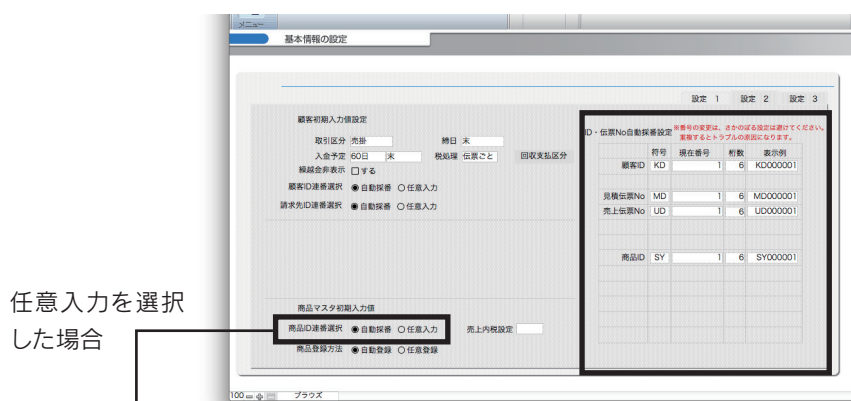 メニュー
基本情報の設定
設定 1 設定 2 設定 3
顧客初期入力値設定
取引区分 売掛 締日 末
入金予定 60日 末 税処理 伝票ごと 回収支払区分
繰越金非表示 する
顧客ID連番選択 自動採番 任意入力
請求先ID連番選択 自動採番 任意入力
ID・伝票No自動採番設定
※番号の変更は、さかのぼる設定は避けてください。
重複するとトラブルの原因になります。
符号 現在番号 桁数 表示例
顧客ID KD 1 6 KD000001
見積伝票No MD 1 6 MD000001
売上伝票No UD 1 6 UD000001
商品ID SY 1 6 SY000001
商品マスタ初期入力値
商品ID連番選択 自動採番 任意入力 売上内税設定
商品登録方法 自動登録 任意登録
任意入力を選択
した場合
100 ブラウズ